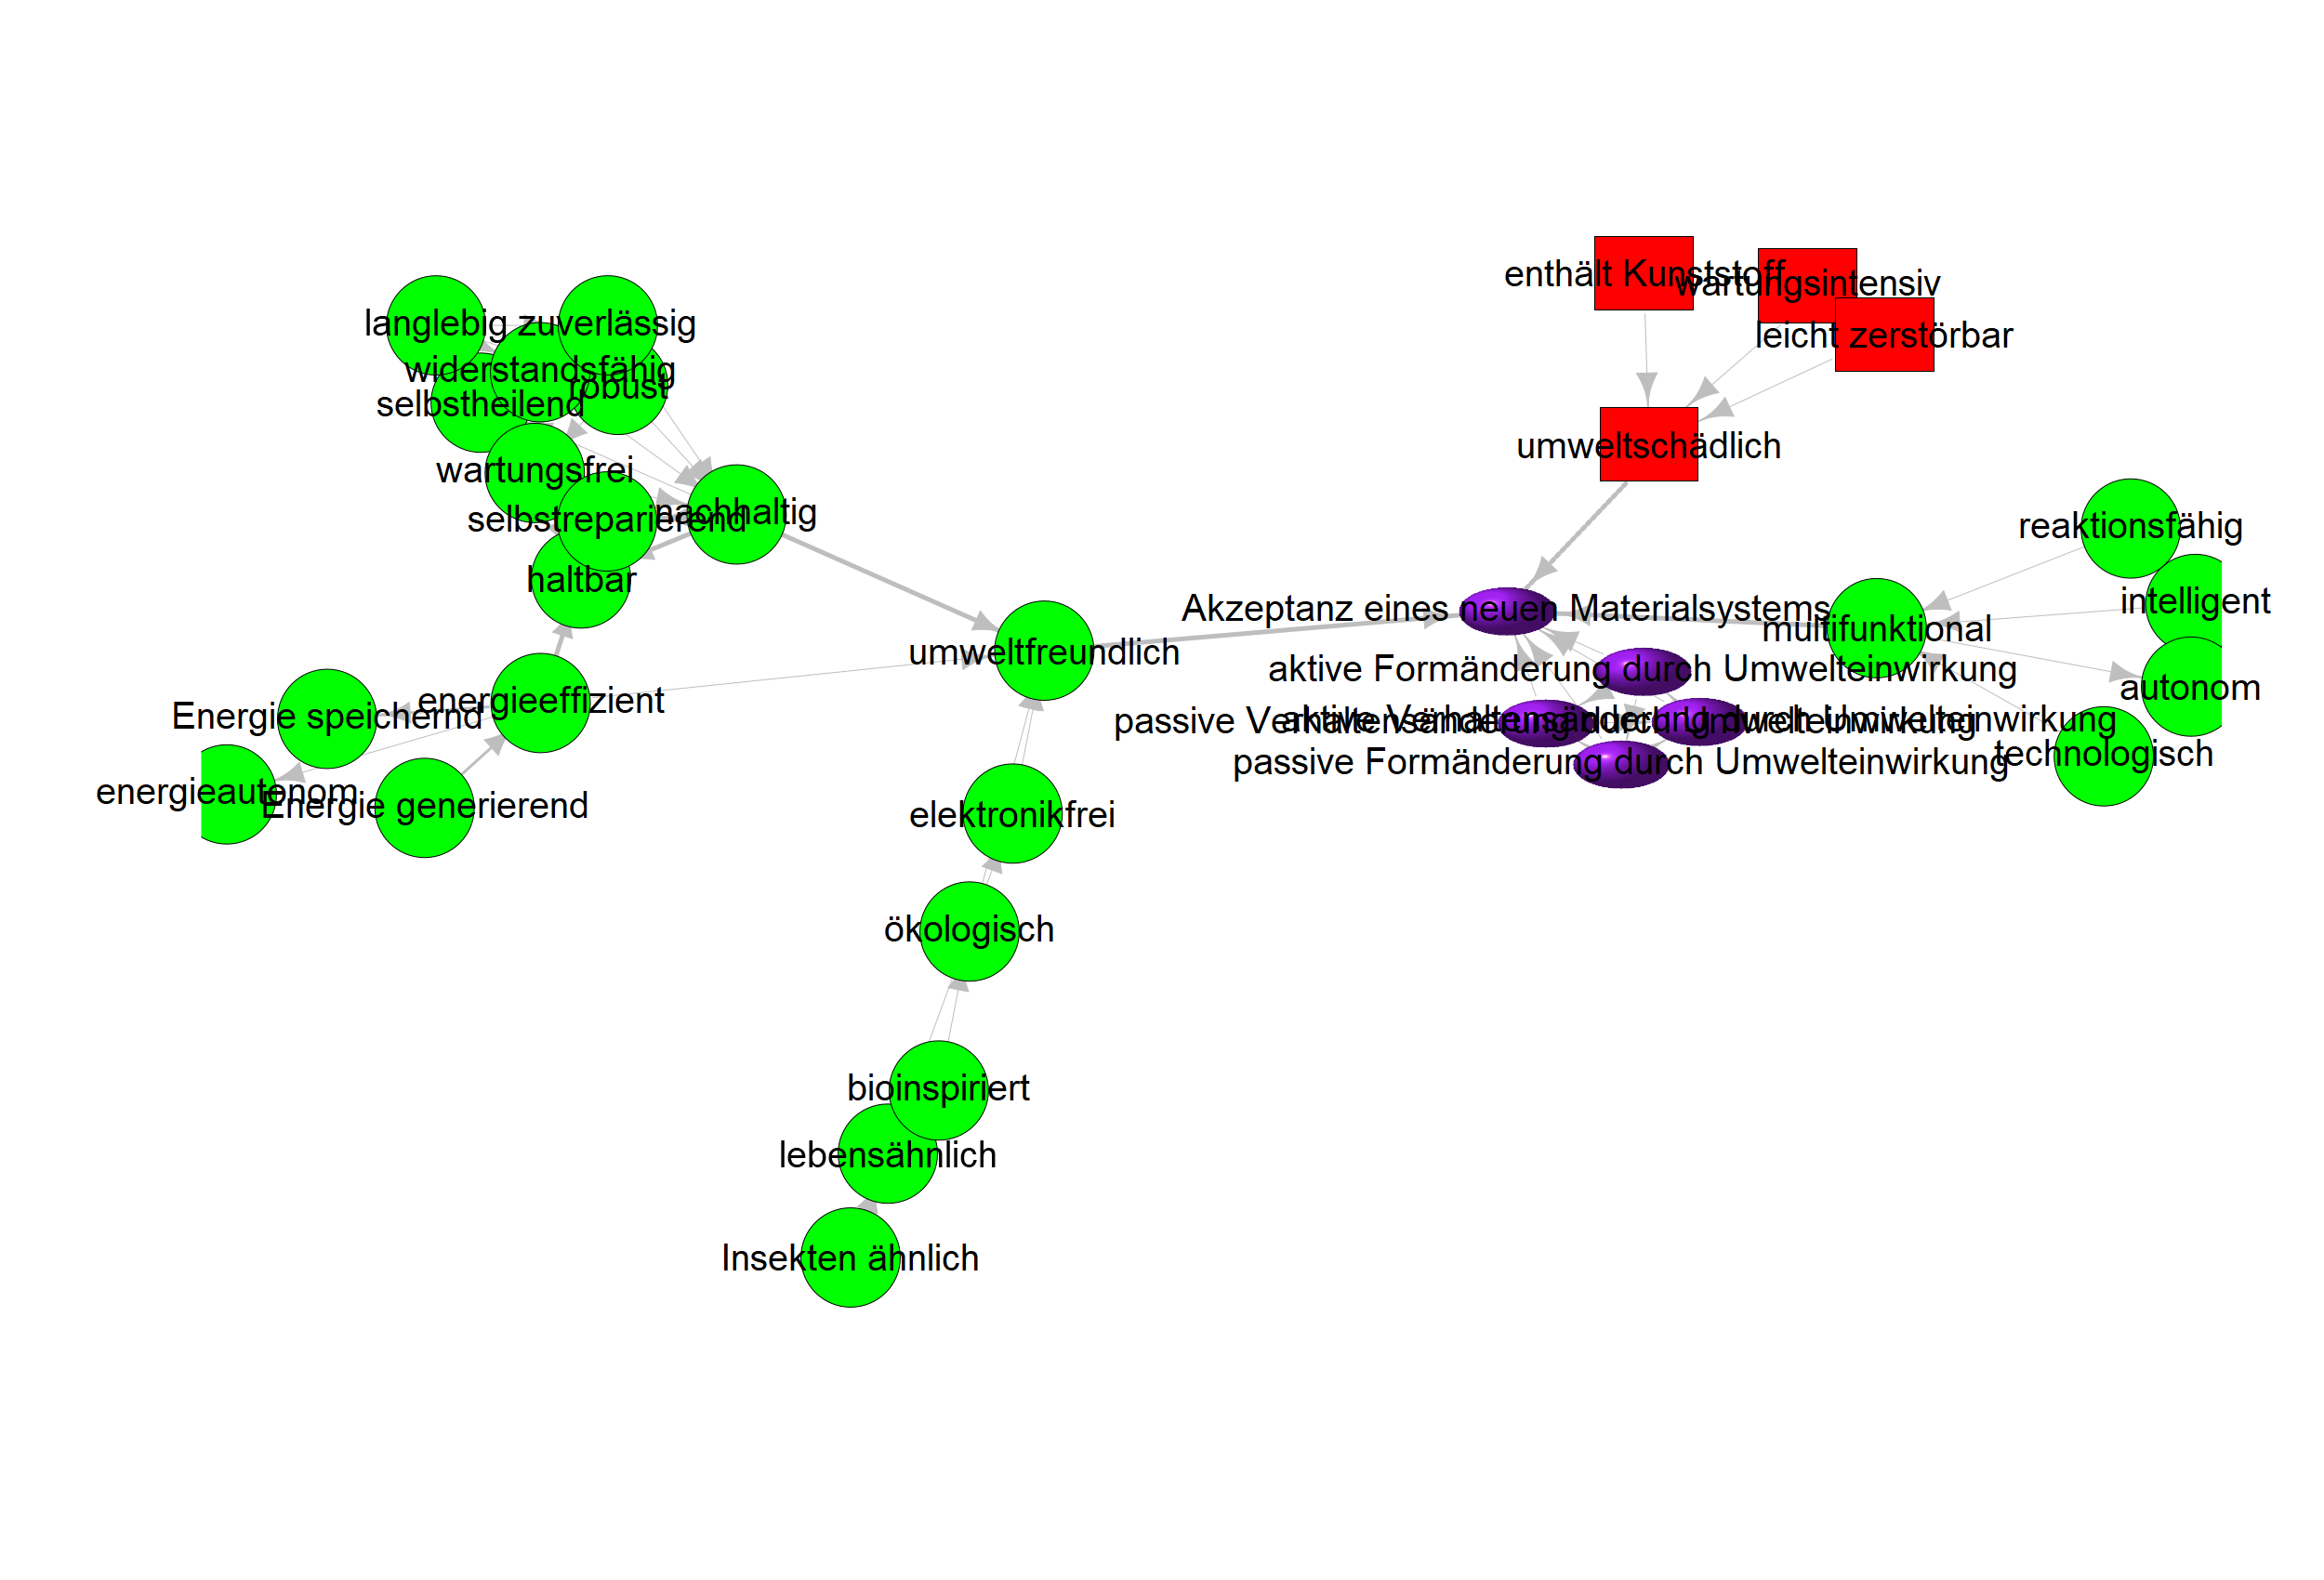 enthält Kunststoff
wartungsintensiv
langlebig
zuverlässig
leicht zerstörbar
widerstandsfähig
robust
selbstheilend
umweltschädlich
wartungsfrei
selbstreparierend
nachhaltig
reaktionsfähig
haltbar
intelligent
Akzeptanz eines neuen Materialsystems
multifunktional
umweltfreundlich
aktive Formänderung durch Umwelteinwirkung
autonom
energieeffizient
Energie speichernd
passive Verhaltensänderung durch Umwelteinwirkung
aktive Verhaltensänderung durch Umwelteinwirkung
technologisch
passive Formänderung durch Umwelteinwirkung
energieautonom
Energie generierend
elektronikfrei
ökologisch
bioinspiriert
lebensähnlich
Insekten ähnlich